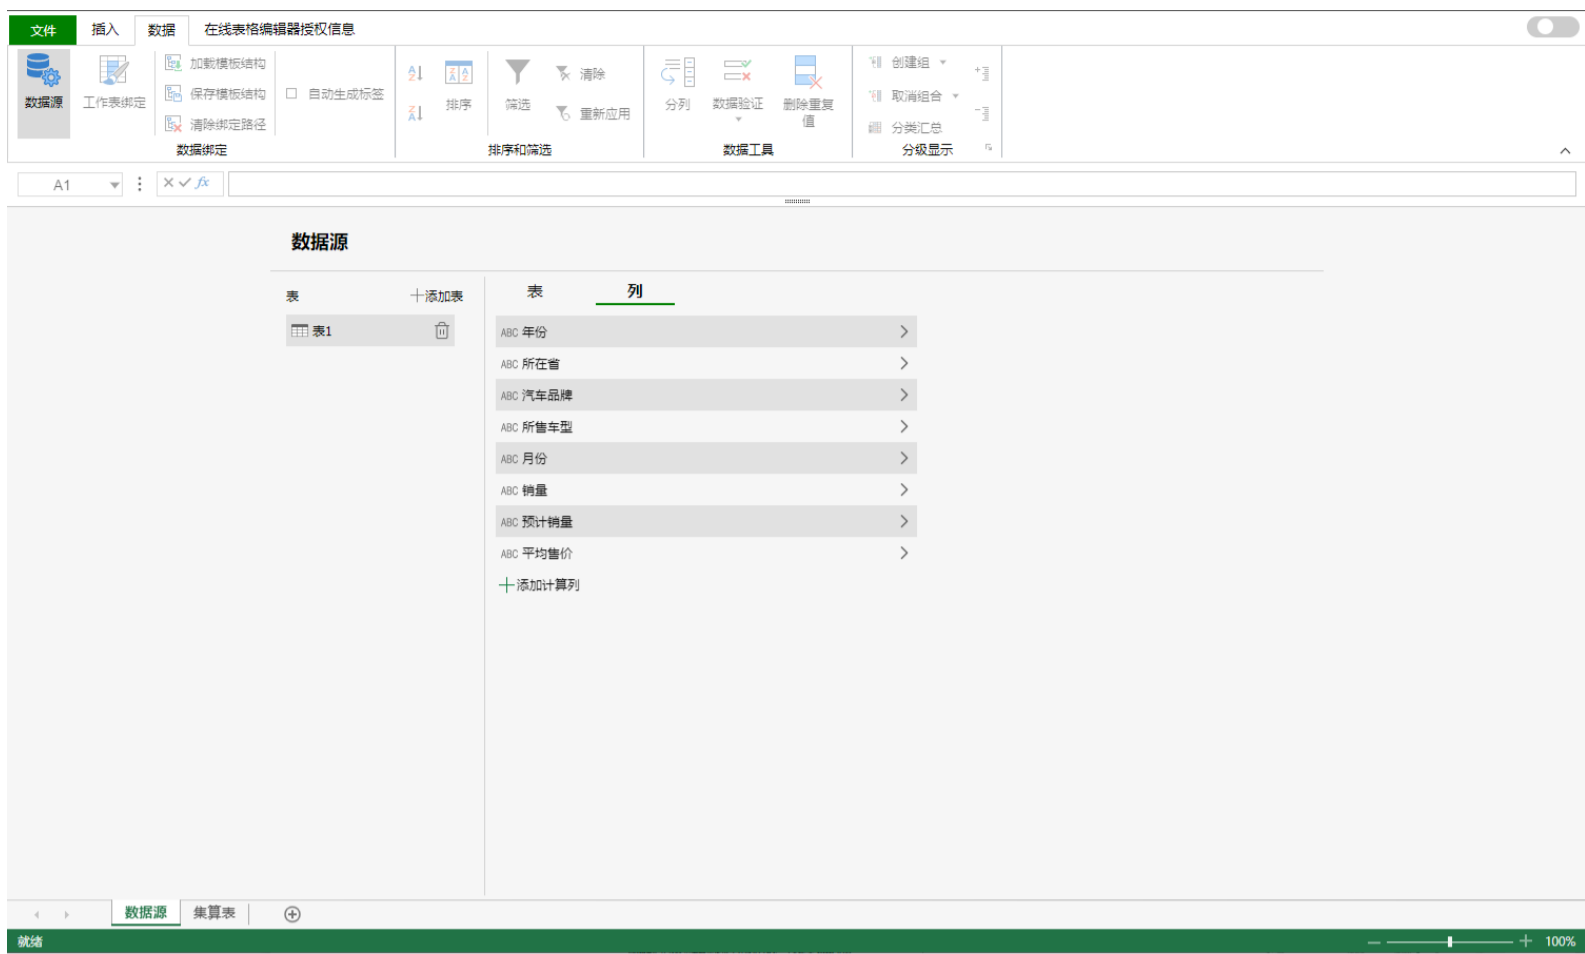 文件 插入 数据 在线表格编辑器授权信息
数据源 工作表绑定 加载模板结构 保存模板结构 清除绑定路径 自动生成标签
排序 筛选 清除 重新应用
分列 数据验证 删除重复值
创建组 取消组合 分类汇总
数据绑定 排序和筛选 数据工具 分级显示
A1 fx
数据源
表 添加表 表 列
表1
ABC 年份
ABC 所在省
ABC 汽车品牌
ABC 所售车型
ABC 月份
ABC 销量
ABC 预计销量
ABC 平均售价
添加计算列
数据源 集算表
就绪 100%